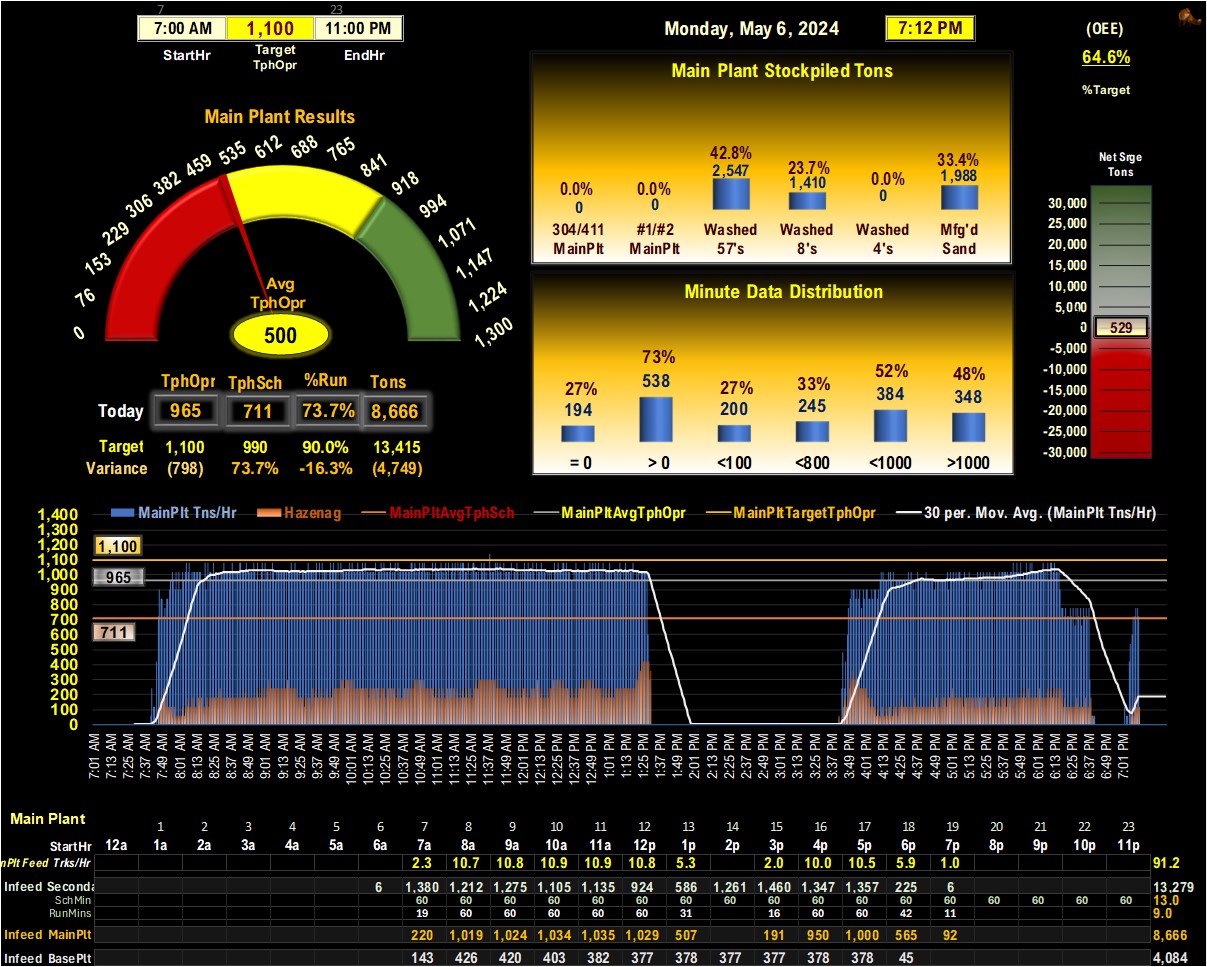 7 23
7:00 AM 1,100 11:00 PM
StartHr Target TphOpr EndHr
Monday, May 6, 2024 7:12 PM
(OEE)
64.6%
%Target
Main Plant Results
0 76 153 229 306 382 459 535 612 688 765 841 918 994 1,071 1,147 1,224 1,300
Avg
TphOpr
500
TphOpr TphSch %Run Tons
Today 965 711 73.7% 8,666
Target 1,100 990 90.0% 13,415
Variance (798) 73.7% -16.3% (4,749)
Main Plant Stockpiled Tons
0.0% 0.0% 42.8% 23.7% 0.0% 33.4%
0 0 2,547 1,410 0 1,988
304/411 #1/#2 Washed Washed Washed Mfg'd
MainPlt MainPlt 57's 8's 4's Sand
Minute Data Distribution
27% 73% 27% 33% 52% 48%
194 538 200 245 384 348
= 0 > 0 <100 <800 <1000 >1000
Net Srge
Tons
30,000
25,000
20,000
15,000
10,000
5,000
0 529
-5,000
-10,000
-15,000
-20,000
-25,000
-30,000
MainPlt Tns/Hr Hazenag MainPltAvgTphSch MainPltAvgTphOpr MainPltTargetTphOpr 30 per. Mov. Avg. (MainPlt Tns/Hr)
1,400
1,300
1,200
1,100
1,000
900
800
700
600
500
400
300
200
100
0
1,100
965
711
7:01 AM 7:13 AM 7:25 AM 7:37 AM 7:49 AM 8:01 AM 8:13 AM 8:25 AM 8:37 AM 8:49 AM 9:01 AM 9:13 AM 9:25 AM 9:37 AM 9:49 AM 10:01 AM 10:13 AM 10:25 AM 10:37 AM 10:49 AM 11:01 AM 11:13 AM 11:25 AM 11:37 AM 11:49 AM 12:01 PM 12:13 PM 12:25 PM 12:37 PM 12:49 PM 1:01 PM 1:13 PM 1:25 PM 1:37 PM 1:49 PM 2:01 PM 2:13 PM 2:25 PM 2:37 PM 2:49 PM 3:01 PM 3:13 PM 3:25 PM 3:37 PM 3:49 PM 4:01 PM 4:13 PM 4:25 PM 4:37 PM 4:49 PM 5:01 PM 5:13 PM 5:25 PM 5:37 PM 5:49 PM 6:01 PM 6:13 PM 6:25 PM 6:37 PM 6:49 PM 7:01 PM
Main Plant
1 2 3 4 5 6 7 8 9 10 11 12 13 14 15 16 17 18 19 20 21 22 23
StartHr 12a 1a 2a 3a 4a 5a 6a 7a 8a 9a 10a 11a 12p 1p 2p 3p 4p 5p 6p 7p 8p 9p 10p 11p
nPlt Feed Trks/Hr 2.3 10.7 10.8 10.9 10.9 10.8 5.3 2.0 10.0 10.5 5.9 1.0 91.2
Infeed Seconda 6 1,380 1,212 1,275 1,105 1,135 924 586 1,261 1,460 1,347 1,357 225 6 13,279
SchMin 60 60 60 60 60 60 60 60 60 60 60 60 60 60 60 60 60 13.0
RunMins 19 60 60 60 60 60 31 15 60 60 42 11 9.0
Infeed MainPlt 220 1,019 1,024 1,034 1,035 1,029 507 191 950 1,000 565 92 8,666
Infeed BasePlt 143 426 420 403 382 377 378 377 377 378 378 45 4,084